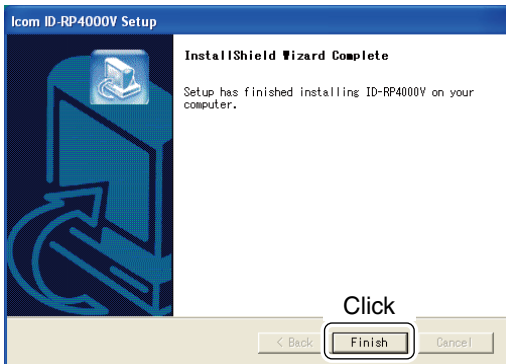 Icom ID-RP4000V Setup
InstallShield Wizard Complete
Setup has finished installing ID-RP4000V on your
computer.
Click
< Back
Finish
Cancel